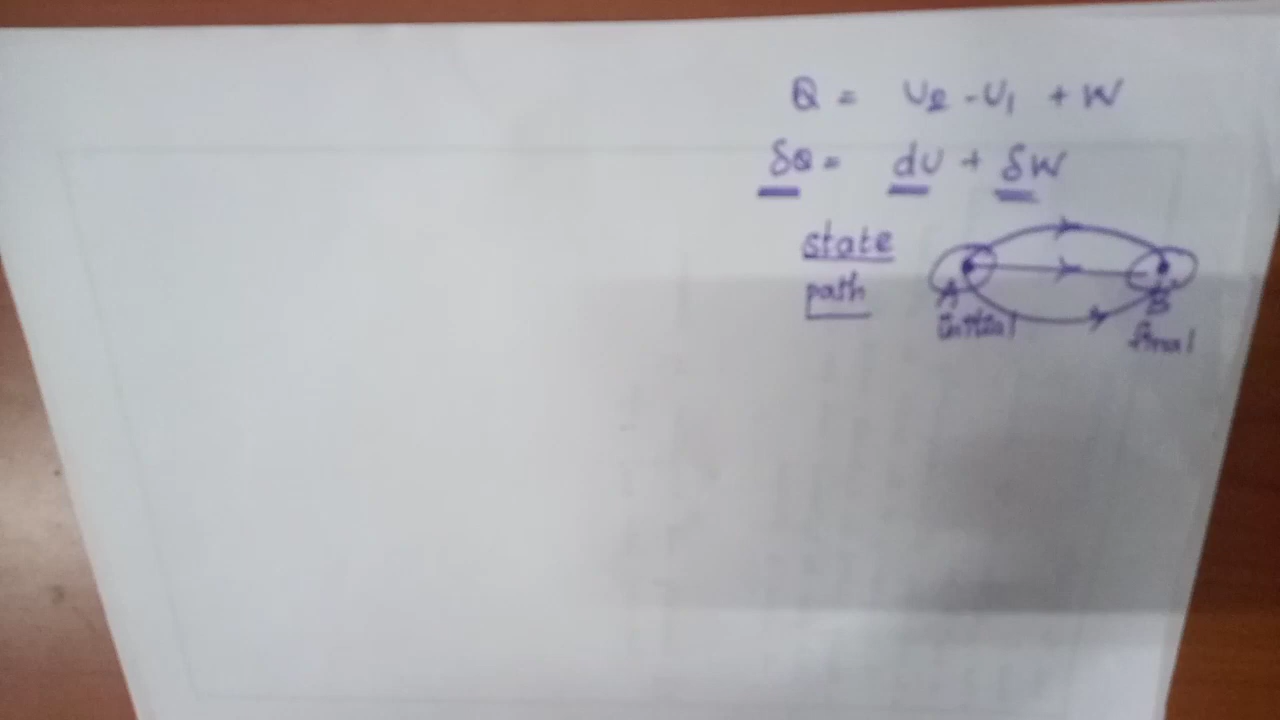 Q = U2 - U1 + W
δQ = dU + δW
state
path
A B
initial final